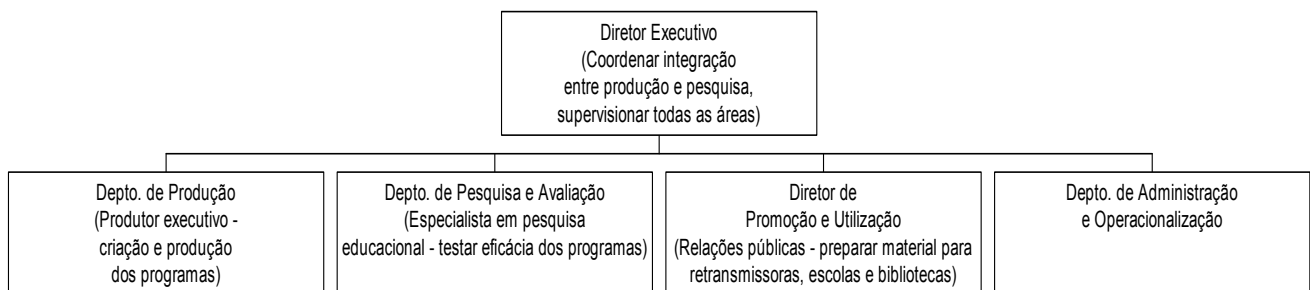 Diretor Executivo
(Coordenar integração
entre produção e pesquisa,
supervisionar todas as áreas)
Depto. de Produção
(Produtor executivo -
criação e produção
dos programas)
Depto. de Pesquisa e Avaliação
(Especialista em pesquisa
educacional - testar eficácia dos programas)
Diretor de
Promoção e Utilização
(Relações públicas - preparar material para
retransmissoras, escolas e bibliotecas)
Depto. de Administração
e Operacionalização